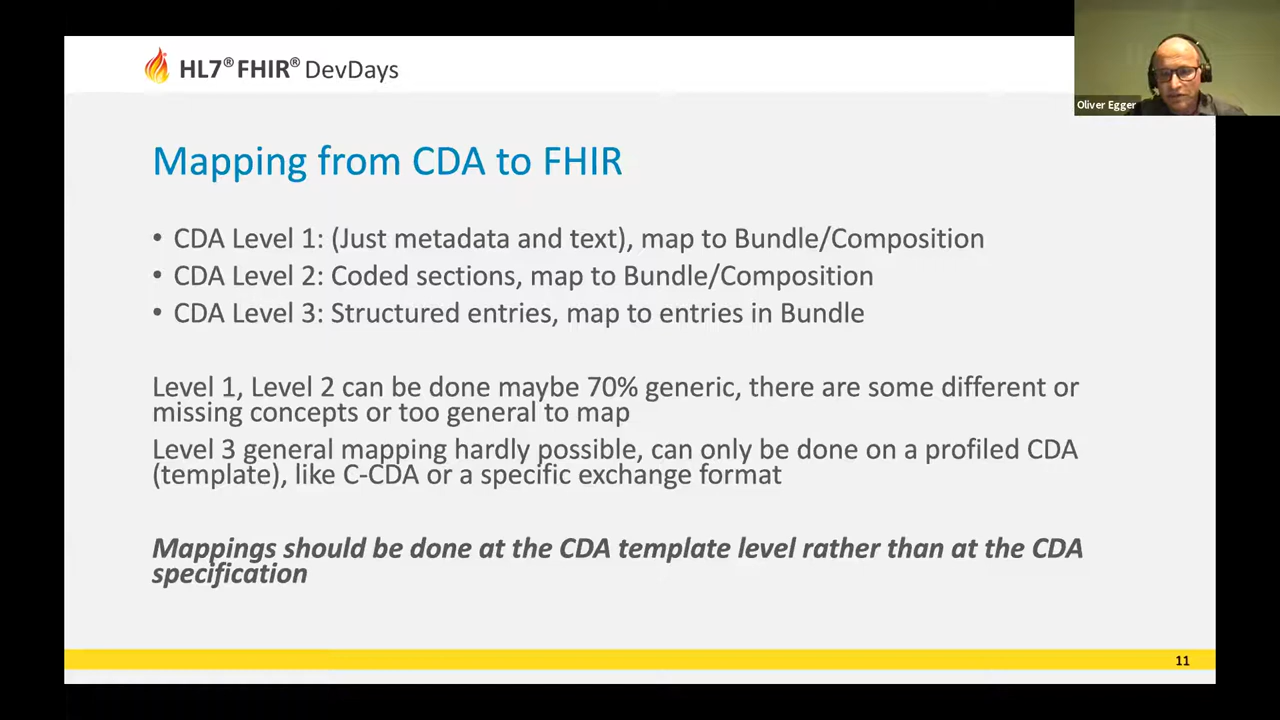 HL7® FHIR® DevDays
Oliver Egger
Mapping from CDA to FHIR
• CDA Level 1: (Just metadata and text), map to Bundle/Composition
• CDA Level 2: Coded sections, map to Bundle/Composition
• CDA Level 3: Structured entries, map to entries in Bundle
Level 1, Level 2 can be done maybe 70% generic, there are some different or
missing concepts or too general to map
Level 3 general mapping hardly possible, can only be done on a profiled CDA
(template), like C-CDA or a specific exchange format
Mappings should be done at the CDA template level rather than at the CDA
specification
11